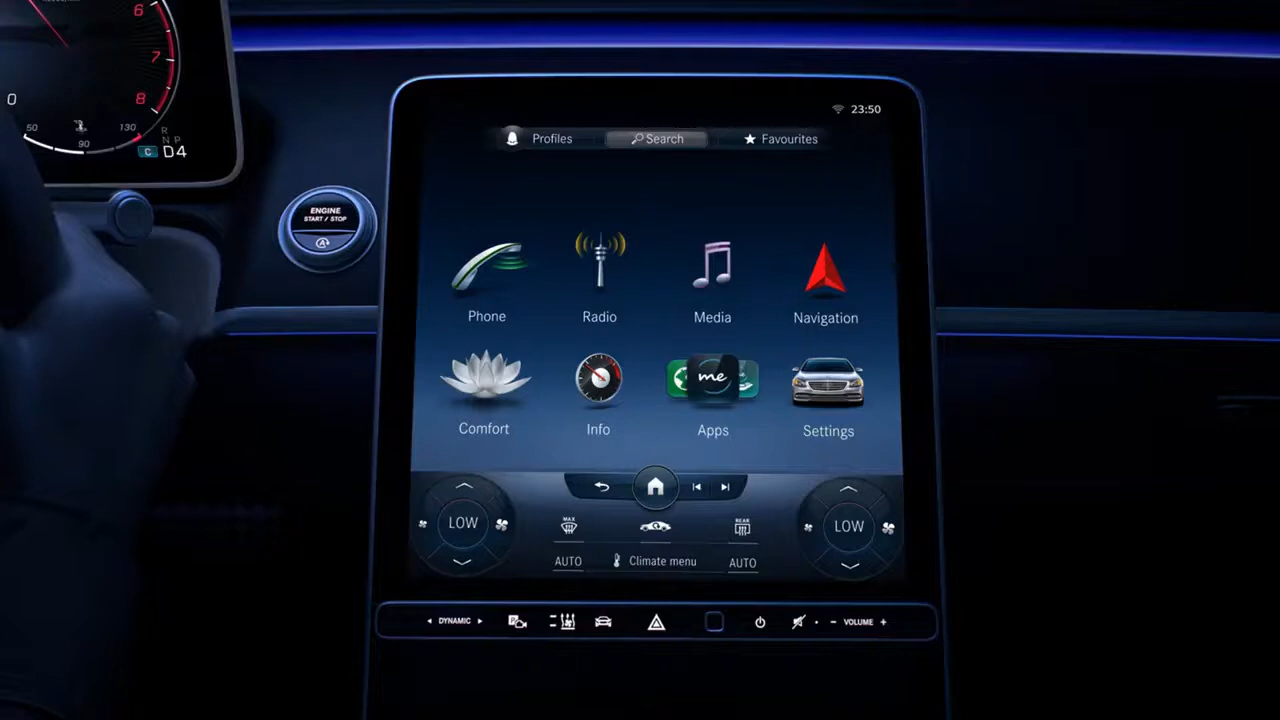 6
7
8
0
50
90
130
R
N P
C D4
ENGINE
START / STOP
A
23:50
Profiles
Search
Favourites
Phone
Radio
Media
Navigation
me
Comfort
Info
Apps
Settings
LOW
MAX
REAR
LOW
AUTO
Climate menu
AUTO
DYNAMIC
P
VOLUME